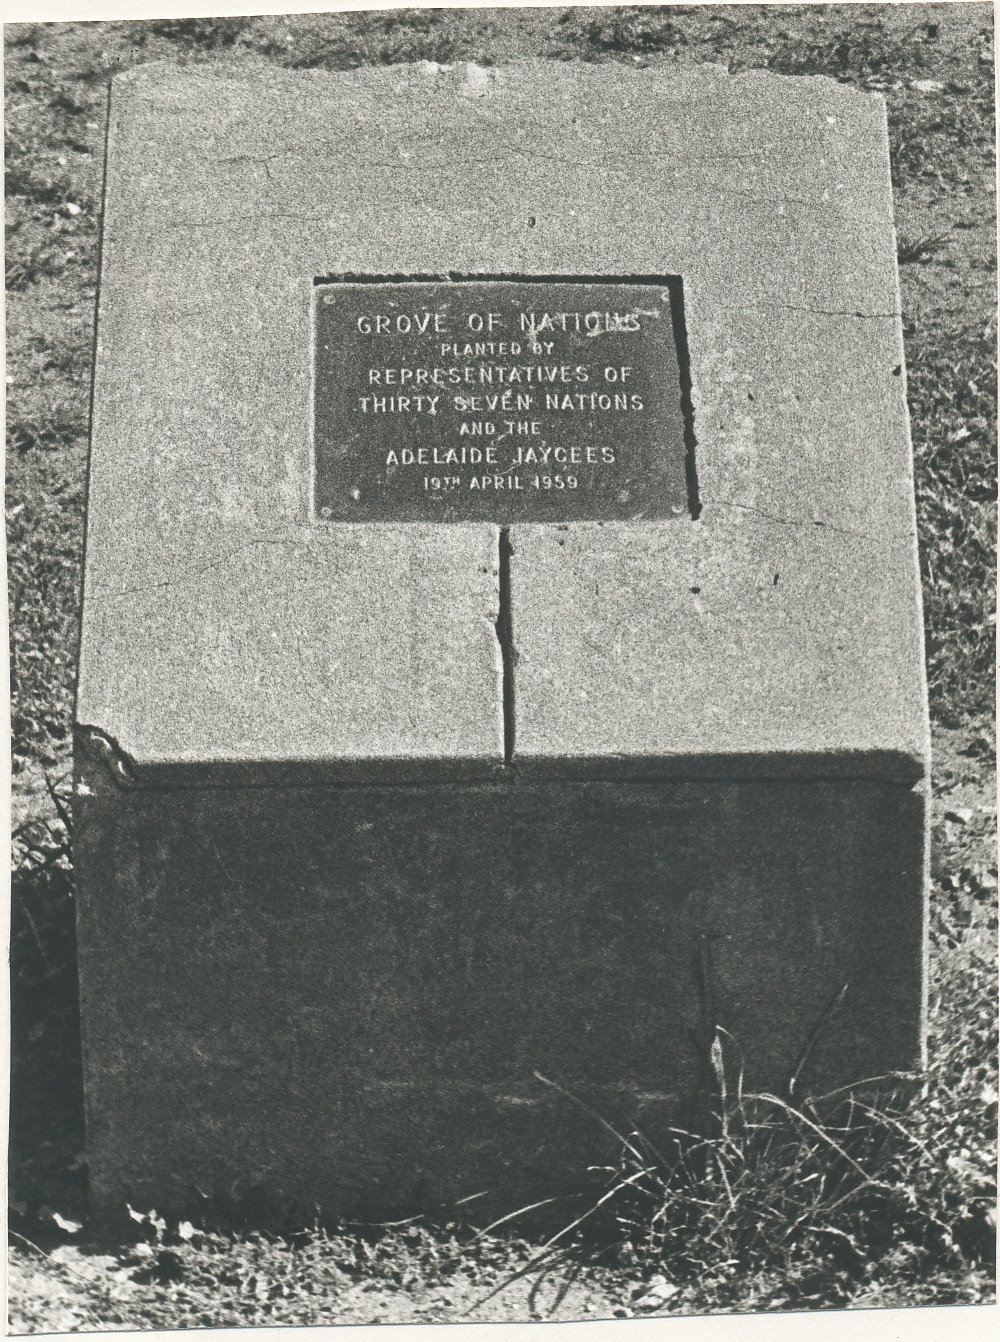 GROVE OF NATIONS
PLANTED BY
REPRESENTATIVES OF
THIRTY SEVEN NATIONS
AND THE
ADELAIDE JAYCEES
19TH APRIL 1959